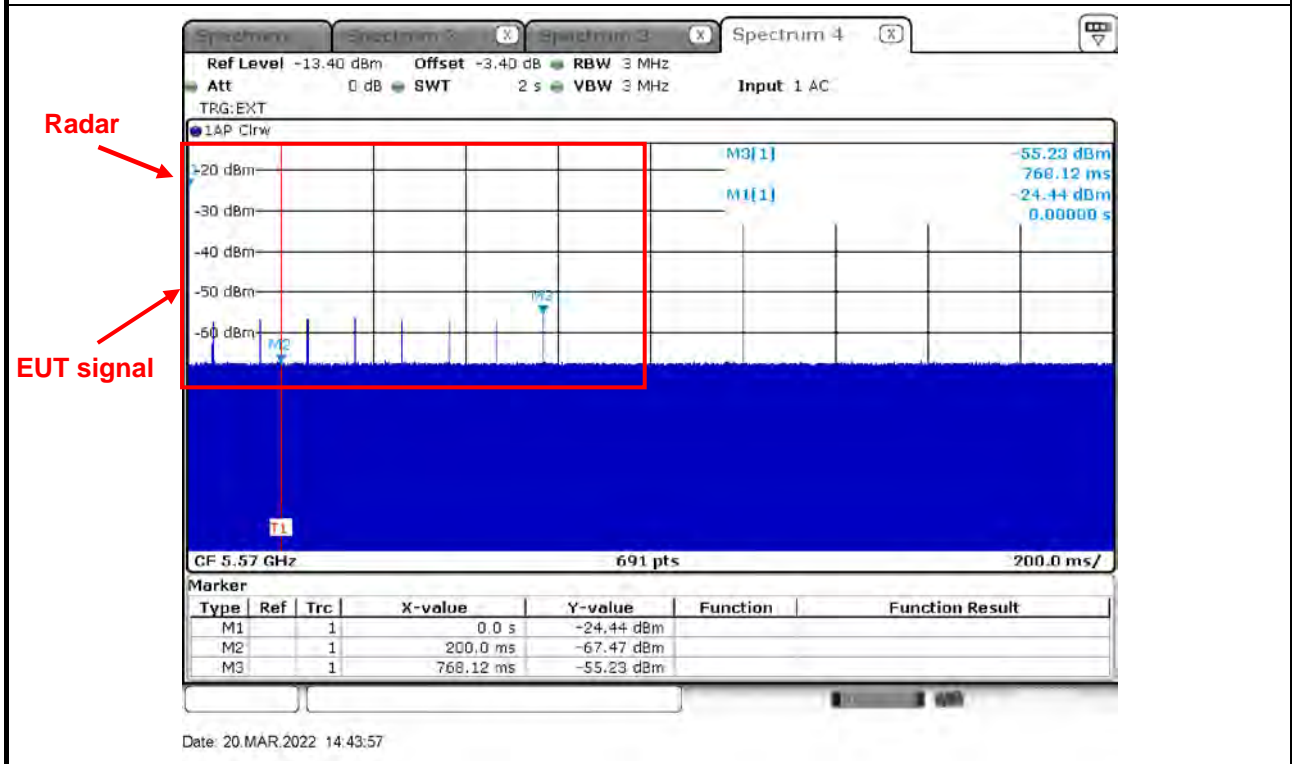 Spectrum Spectrum 2 X Spectrum 3 X Spectrum 4 X
Ref Level -13.40 dBm Offset -3.40 dB RBW 3 MHz
Att 0 dB SWT 2 s VBW 3 MHz Input 1 AC
TRG:EXT
1AP Clrw
Radar
M3[1] -55.23 dBm
768.12 ms
-20 dBm
M1[1] -24.44 dBm
0.00000 s
-30 dBm
-40 dBm
-50 dBm
M3
-60 dBm
M2
EUT signal
T1
CF 5.57 GHz 691 pts 200.0 ms/
Marker
Type Ref Trc X-value Y-value Function Function Result
M1 1 0.0 s -24.44 dBm
M2 1 200.0 ms -67.47 dBm
M3 1 768.12 ms -55.23 dBm
Date: 20.MAR.2022 14:43:57